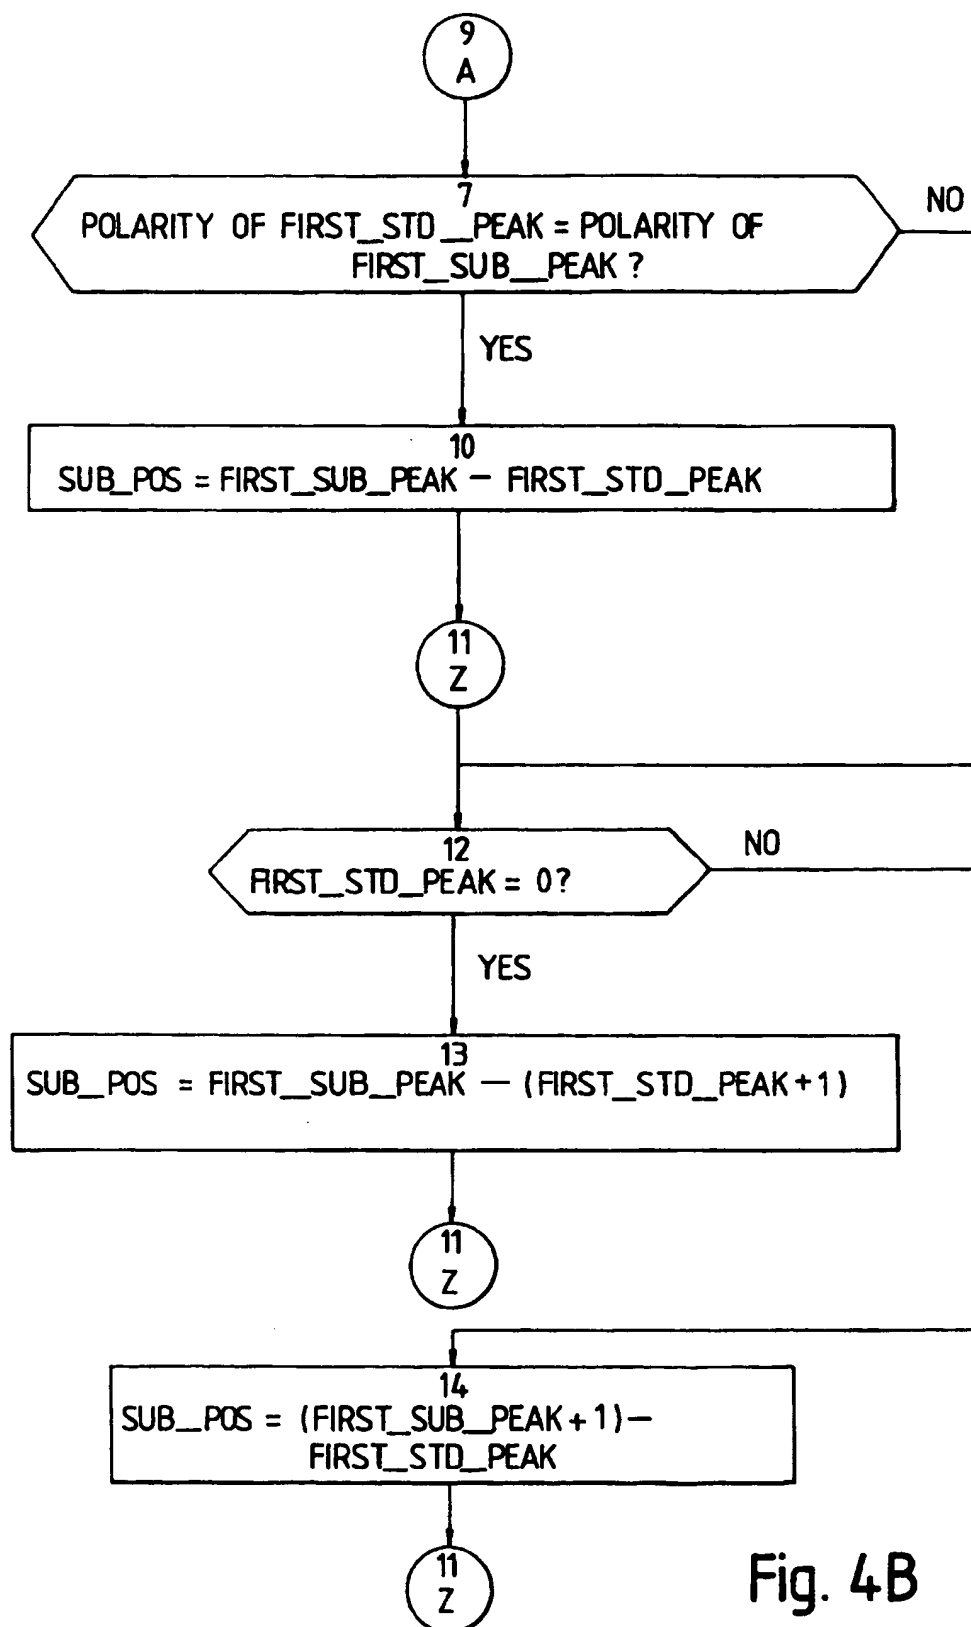 9
A
7
POLARITY OF FIRST_STD_PEAK = POLARITY OF
FIRST_SUB_PEAK ?
NO
YES
10
SUB_POS = FIRST_SUB_PEAK - FIRST_STD_PEAK
11
Z
12
FIRST_STD_PEAK = 0?
NO
YES
13
SUB_POS = FIRST_SUB_PEAK - (FIRST_STD_PEAK+1)
11
Z
14
SUB_POS = (FIRST_SUB_PEAK+1)-
FIRST_STD_PEAK
11
Z
Fig. 4B